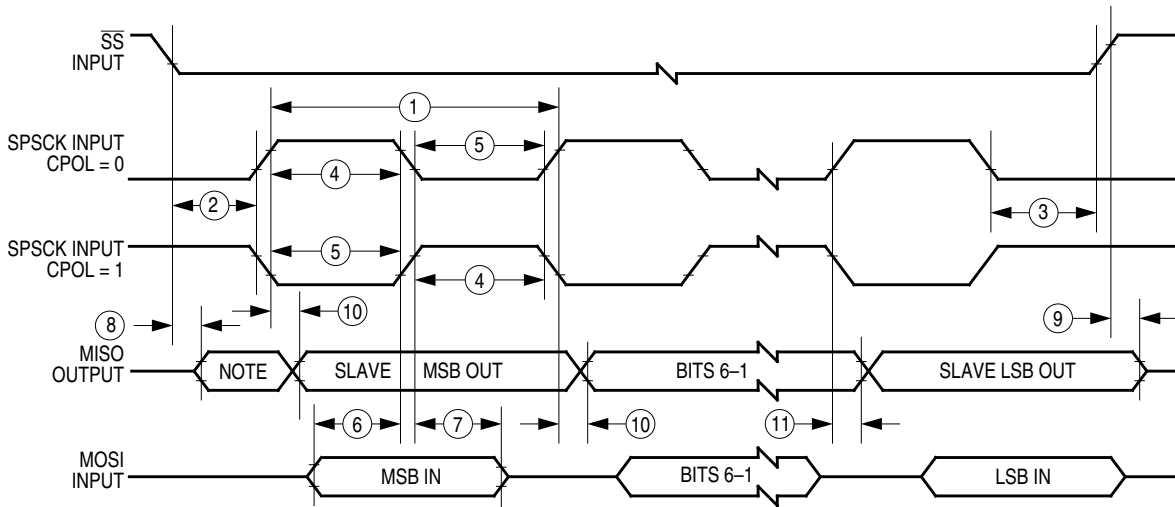 SS
INPUT
1
SPSCK INPUT
CPOL = 0
5
4
2
3
SPSCK INPUT
CPOL = 1
5
4
8
10
9
MISO
OUTPUT
NOTE
SLAVE MSB OUT
BITS 6–1
SLAVE LSB OUT
6
7
10
11
MOSI
INPUT
MSB IN
BITS 6–1
LSB IN